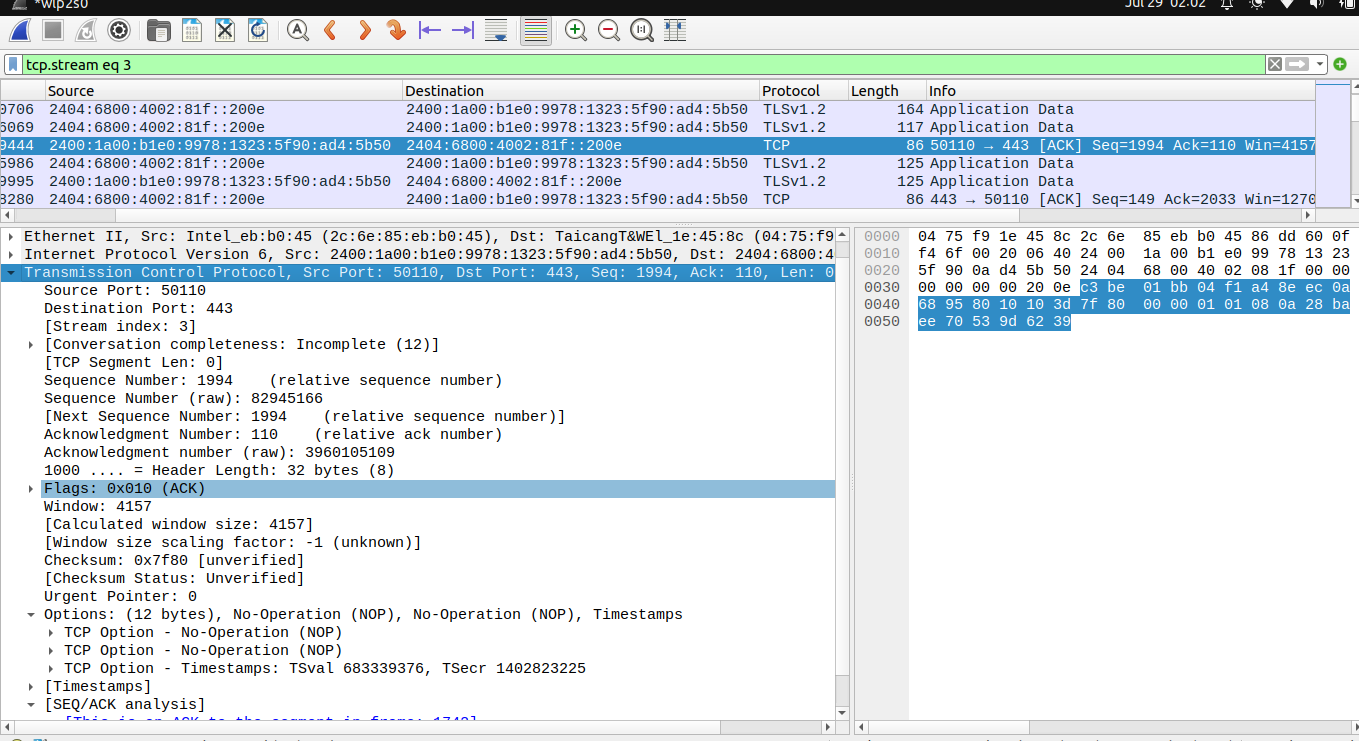 *wlp2s0
Jul 29 02:02
tcp.stream eq 3
Source Destination Protocol Length Info
0706 2404:6800:4002:81f::200e 2400:1a00:b1e0:9978:1323:5f90:ad4:5b50 TLSv1.2 164 Application Data
6069 2404:6800:4002:81f::200e 2400:1a00:b1e0:9978:1323:5f90:ad4:5b50 TLSv1.2 117 Application Data
9444 2400:1a00:b1e0:9978:1323:5f90:ad4:5b50 2404:6800:4002:81f::200e TCP 86 50110 → 443 [ACK] Seq=1994 Ack=110 Win=4157
5986 2404:6800:4002:81f::200e 2400:1a00:b1e0:9978:1323:5f90:ad4:5b50 TLSv1.2 125 Application Data
9995 2400:1a00:b1e0:9978:1323:5f90:ad4:5b50 2404:6800:4002:81f::200e TLSv1.2 125 Application Data
8280 2404:6800:4002:81f::200e 2400:1a00:b1e0:9978:1323:5f90:ad4:5b50 TCP 86 443 → 50110 [ACK] Seq=149 Ack=2033 Win=1270
Ethernet II, Src: Intel_eb:b0:45 (2c:6e:85:eb:b0:45), Dst: TaicangT&WEl_1e:45:8c (04:75:f9
Internet Protocol Version 6, Src: 2400:1a00:b1e0:9978:1323:5f90:ad4:5b50, Dst: 2404:6800:4
Transmission Control Protocol, Src Port: 50110, Dst Port: 443, Seq: 1994, Ack: 110, Len: 0
Source Port: 50110
Destination Port: 443
[Stream index: 3]
[Conversation completeness: Incomplete (12)]
[TCP Segment Len: 0]
Sequence Number: 1994 (relative sequence number)
Sequence Number (raw): 82945166
[Next Sequence Number: 1994 (relative sequence number)]
Acknowledgment Number: 110 (relative ack number)
Acknowledgment number (raw): 3960105109
1000 .... = Header Length: 32 bytes (8)
Flags: 0x010 (ACK)
Window: 4157
[Calculated window size: 4157]
[Window size scaling factor: -1 (unknown)]
Checksum: 0x7f80 [unverified]
[Checksum Status: Unverified]
Urgent Pointer: 0
Options: (12 bytes), No-Operation (NOP), No-Operation (NOP), Timestamps
TCP Option - No-Operation (NOP)
TCP Option - No-Operation (NOP)
TCP Option - Timestamps: TSval 683339376, TSecr 1402823225
[Timestamps]
[SEQ/ACK analysis]
[This is an ACK to the segment in frame: 1742]
0000 04 75 f9 1e 45 8c 2c 6e 85 eb b0 45 86 dd 60 0f
0010 f4 6f 00 20 06 40 24 00 1a 00 b1 e0 99 78 13 23
0020 5f 90 0a d4 5b 50 24 04 68 00 40 02 08 1f 00 00
0030 00 00 00 00 20 0e c3 be 01 bb 04 f1 a4 8e ec 0a
0040 68 95 80 10 10 3d 7f 80 00 00 01 01 08 0a 28 ba
0050 ee 70 53 9d 62 39